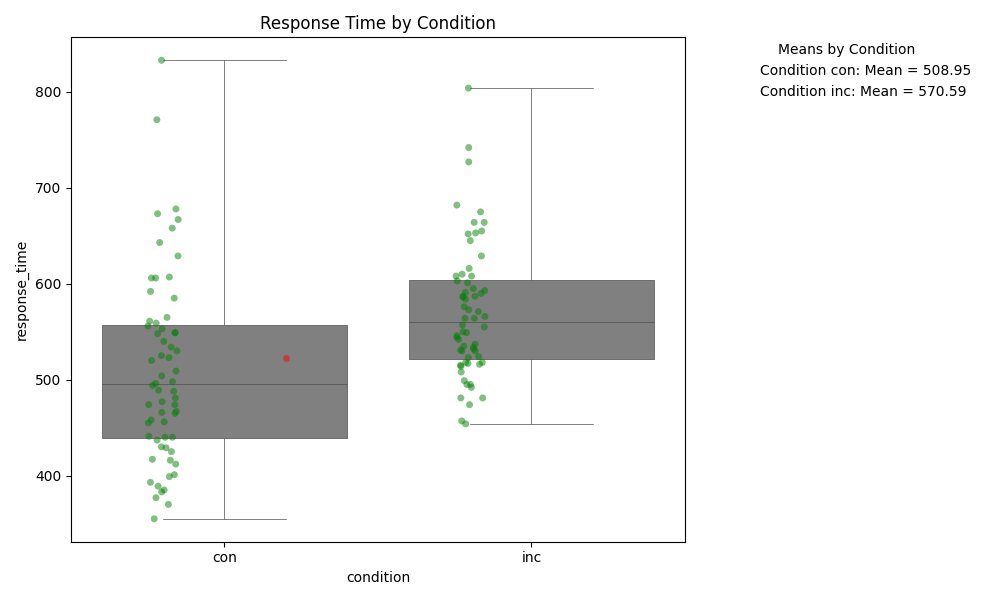 Response Time by Condition
Means by Condition
Condition con: Mean = 508.95
Condition inc: Mean = 570.59
response_time
800
700
600
500
400
con
inc
condition